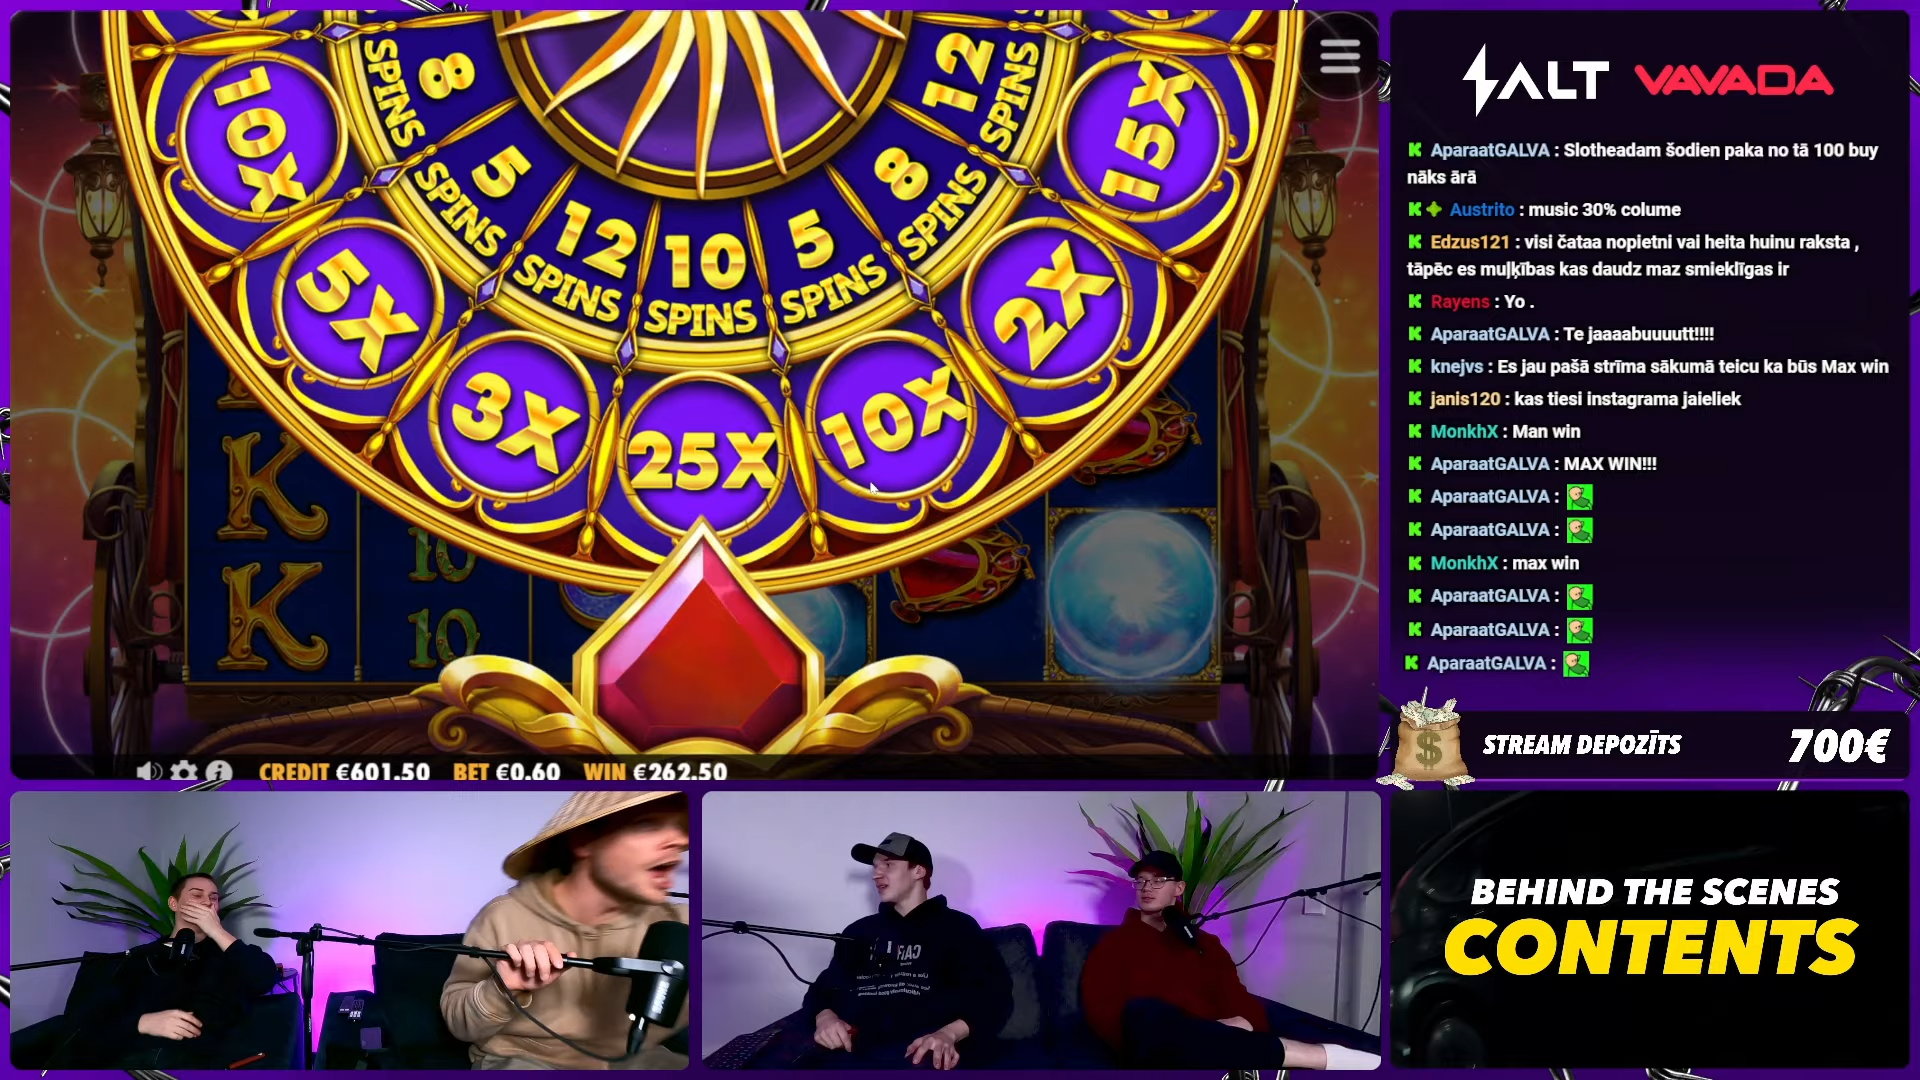 8 SPINS
5 SPINS
12 SPINS
10 SPINS
5 SPINS
8 SPINS
12 SPINS
10X
5X
3X
25X
10X
2X
15X
K
K
10
10
CREDIT €601.50 BET €0.60 WIN €262.50
SALT VAVADA
AparaatGALVA : Slotheadam šodien paka no tā 100 buy
nāks ārā
Austrito : music 30% colume
Edzus121 : visi čataa nopietni vai heita huinu raksta ,
tāpēc es muļķības kas daudz maz smieklīgas ir
Rayens : Yo .
AparaatGALVA : Te jaaaabuuuutt!!!!
knejvs : Es jau pašā strīma sākumā teicu ka būs Max win
janis120 : kas tiesi instagrama jaieliek
MonkhX : Man win
AparaatGALVA : MAX WIN!!!
AparaatGALVA :
AparaatGALVA :
MonkhX : max win
AparaatGALVA :
AparaatGALVA :
AparaatGALVA :
STREAM DEPOZĪTS 700€
BEHIND THE SCENES
CONTENTS